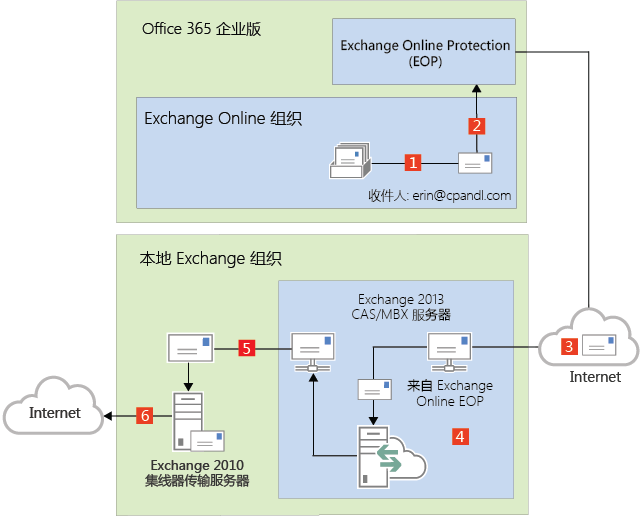 Office 365 企业版
Exchange Online Protection
(EOP)
Exchange Online 组织
2
1
收件人: erin@cpandl.com
本地 Exchange 组织
Exchange 2013
CAS/MBX 服务器
5
3
Internet
来自 Exchange
Online EOP
4
Internet
6
Exchange 2010
集线器传输服务器